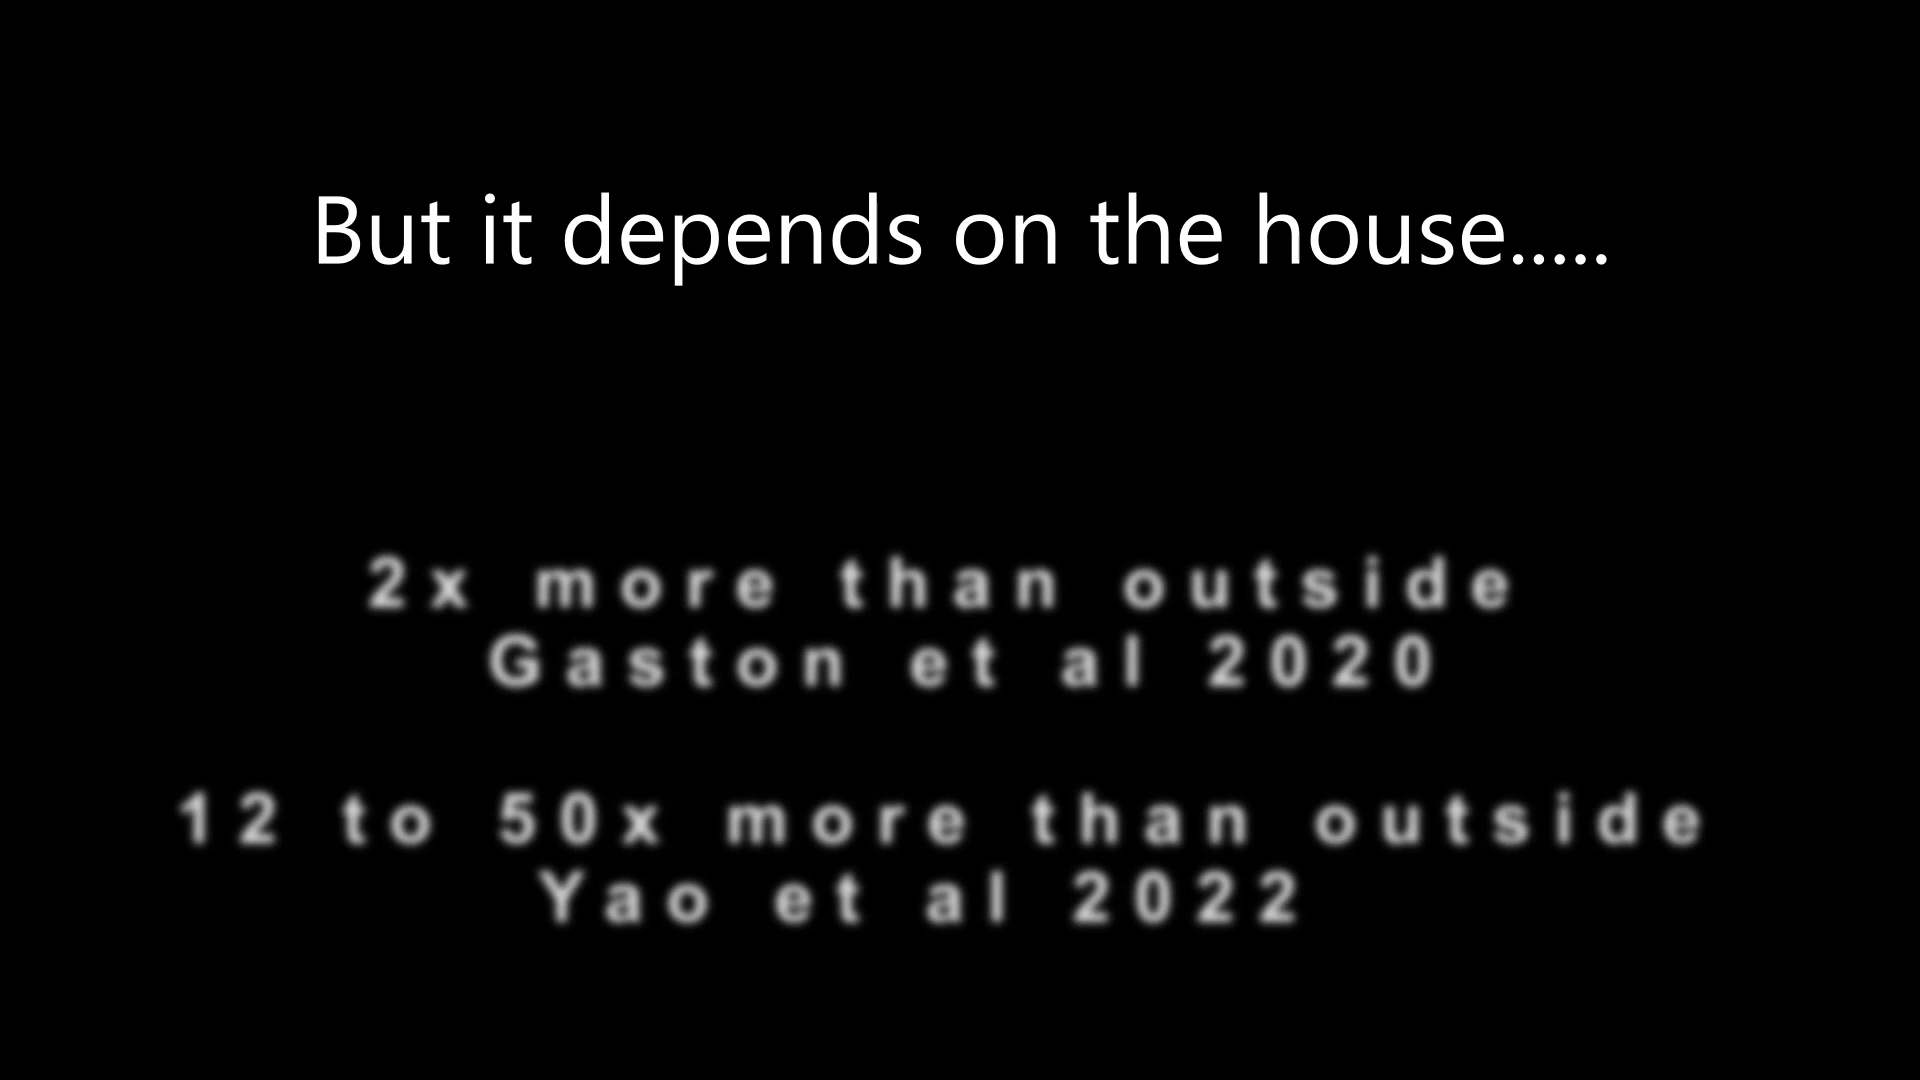 But it depends on the house.....
2x more than outside
Gaston et al 2020
12 to 50x more than outside
Yao et al 2022